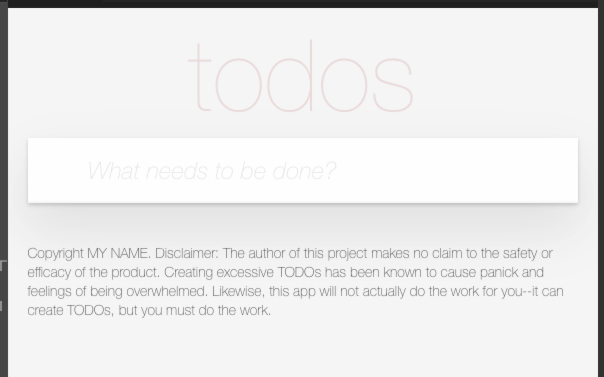 todos
What needs to be done?
Copyright MY NAME. Disclaimer: The author of this project makes no claim to the safety or
efficacy of the product. Creating excessive TODOs has been known to cause panick and
feelings of being overwhelmed. Likewise, this app will not actually do the work for you--it can
create TODOs, but you must do the work.